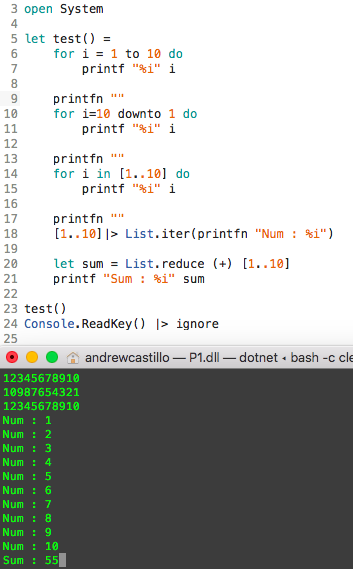 3 open System
4
5 let test() =
6     for i = 1 to 10 do
7         printf "%i" i
8
9     printfn ""
10     for i=10 downto 1 do
11         printf "%i" i
12
13     printfn ""
14     for i in [1..10] do
15         printf "%i" i
16
17     printfn ""
18     [1..10]|> List.iter(printfn "Num : %i")
19
20     let sum = List.reduce (+) [1..10]
21     printf "Sum : %i" sum
22
23 test()
24 Console.ReadKey() |> ignore
25
andrewcastillo — P1.dll — dotnet ◂ bash -c cle
12345678910
10987654321
12345678910
Num : 1
Num : 2
Num : 3
Num : 4
Num : 5
Num : 6
Num : 7
Num : 8
Num : 9
Num : 10
Sum : 55